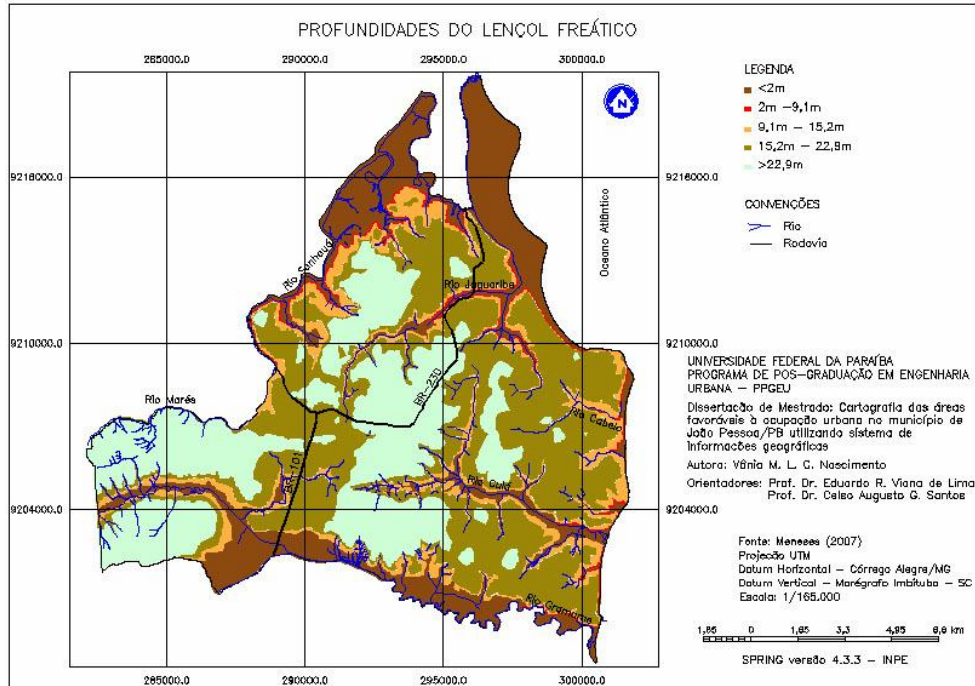 PROFUNDIDADES DO LENÇOL FREÁTICO
285000.0 290000.0 295000.0 300000.0
N
9216000.0 9216000.0
9210000.0 9210000.0
9204000.0 9204000.0
285000.0 290000.0 295000.0 300000.0
Rio Sanhauá
Rio Jaguaribe
Rio Marés
BR-230
BR-101
Rio Cabelo
Rio Cuiá
Rio Gramame
Oceano Atlântico
LEGENDA
<2m
2m -9,1m
9,1m - 15,2m
15,2m - 22,9m
>22,9m
CONVENÇÕES
Rio
Rodovia
UNIVERSIDADE FEDERAL DA PARAÍBA
PROGRAMA DE POS-GRADUAÇÃO EM ENGENHARIA
URBANA - PPGEU
Dissertação de Mestrado: Cartografia das áreas
favoráveis à ocupação urbana no município de
João Pessoa/PB utilizando sistema de
informações geográficas
Autora: Vânia M. L. C. Nascimento
Orientadores: Prof. Dr. Eduardo R. Viana de Lima
Prof. Dr. Celso Augusto G. Santos
Fonte: Meneses (2007)
Projeção UTM
Datum Horizontal - Córrego Alegre/MG
Datum Vertical - Marégrafo Imbituba - SC
Escala: 1/165.000
1,65 0 1,65 3,3 4,95 6,6 km
SPRING versão 4.3.3 - INPE